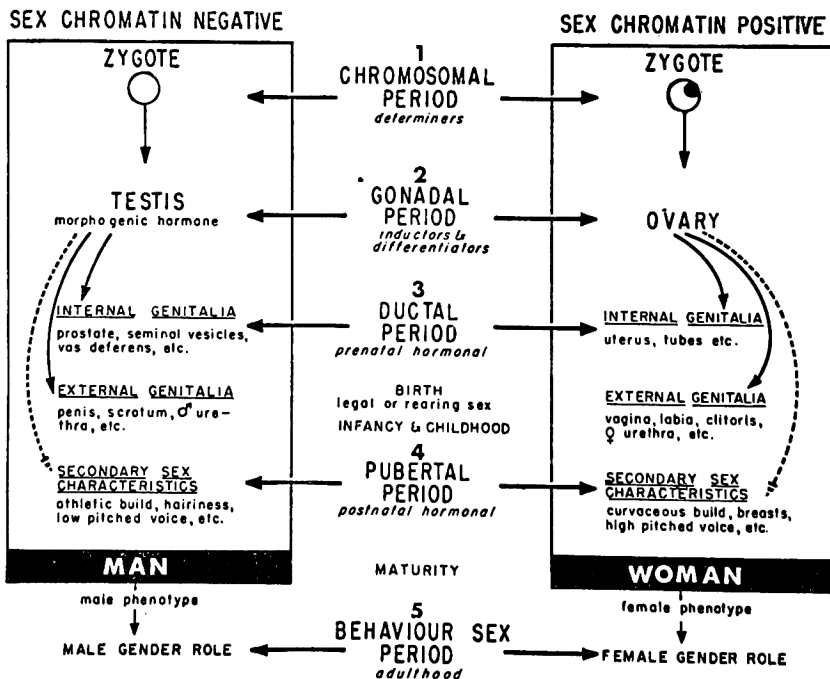 SEX CHROMATIN NEGATIVE
ZYGOTE
TESTIS
morphogenic hormone
INTERNAL GENITALIA
prostate, seminal vesicles,
vas deferens, etc.
EXTERNAL GENITALIA
penis, scrotum, ♂ ure-
thra, etc.
SECONDARY SEX
CHARACTERISTICS
athletic build, hairiness,
low pitched voice, etc.
MAN
male phenotype
MALE GENDER ROLE
1
CHROMOSOMAL
PERIOD
determiners
2
GONADAL
PERIOD
inductors &
differentiators
3
DUCTAL
PERIOD
prenatal hormonal
BIRTH
legal or rearing sex
INFANCY & CHILDHOOD
4
PUBERTAL
PERIOD
postnatal hormonal
MATURITY
5
BEHAVIOUR SEX
PERIOD
adulthood
SEX CHROMATIN POSITIVE
ZYGOTE
OVARY
INTERNAL GENITALIA
uterus, tubes etc.
EXTERNAL GENITALIA
vagina, labia, clitoris,
♀ urethra, etc.
SECONDARY SEX
CHARACTERISTICS
curvaceous build, breasts,
high pitched voice, etc.
WOMAN
female phenotype
FEMALE GENDER ROLE